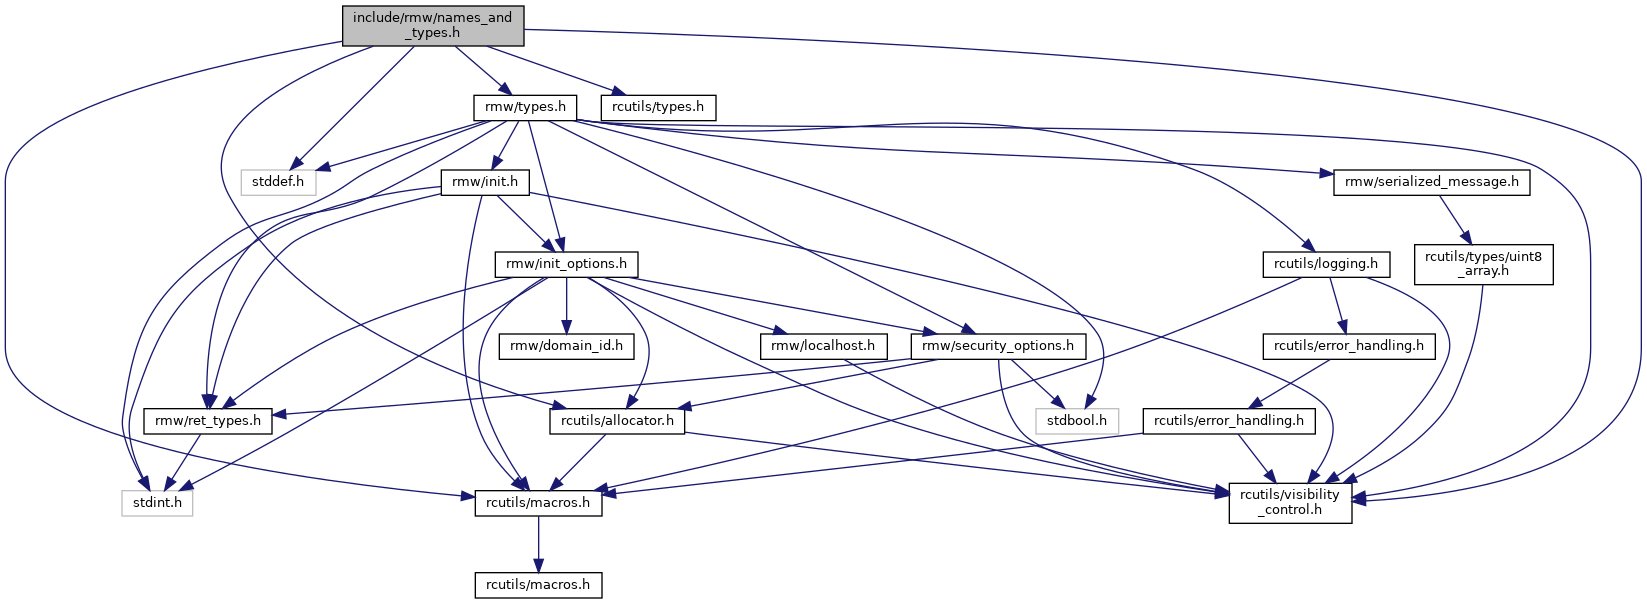 include/rmw/names_and
_types.h
rmw/types.h
rcutils/types.h
stddef.h
rmw/init.h
rmw/serialized_message.h
rmw/init_options.h
rcutils/logging.h
rcutils/types/uint8
_array.h
rmw/domain_id.h
rmw/localhost.h
rmw/security_options.h
rcutils/error_handling.h
rmw/ret_types.h
rcutils/allocator.h
stdbool.h
rcutils/error_handling.h
stdint.h
rcutils/macros.h
rcutils/visibility
_control.h
rcutils/macros.h